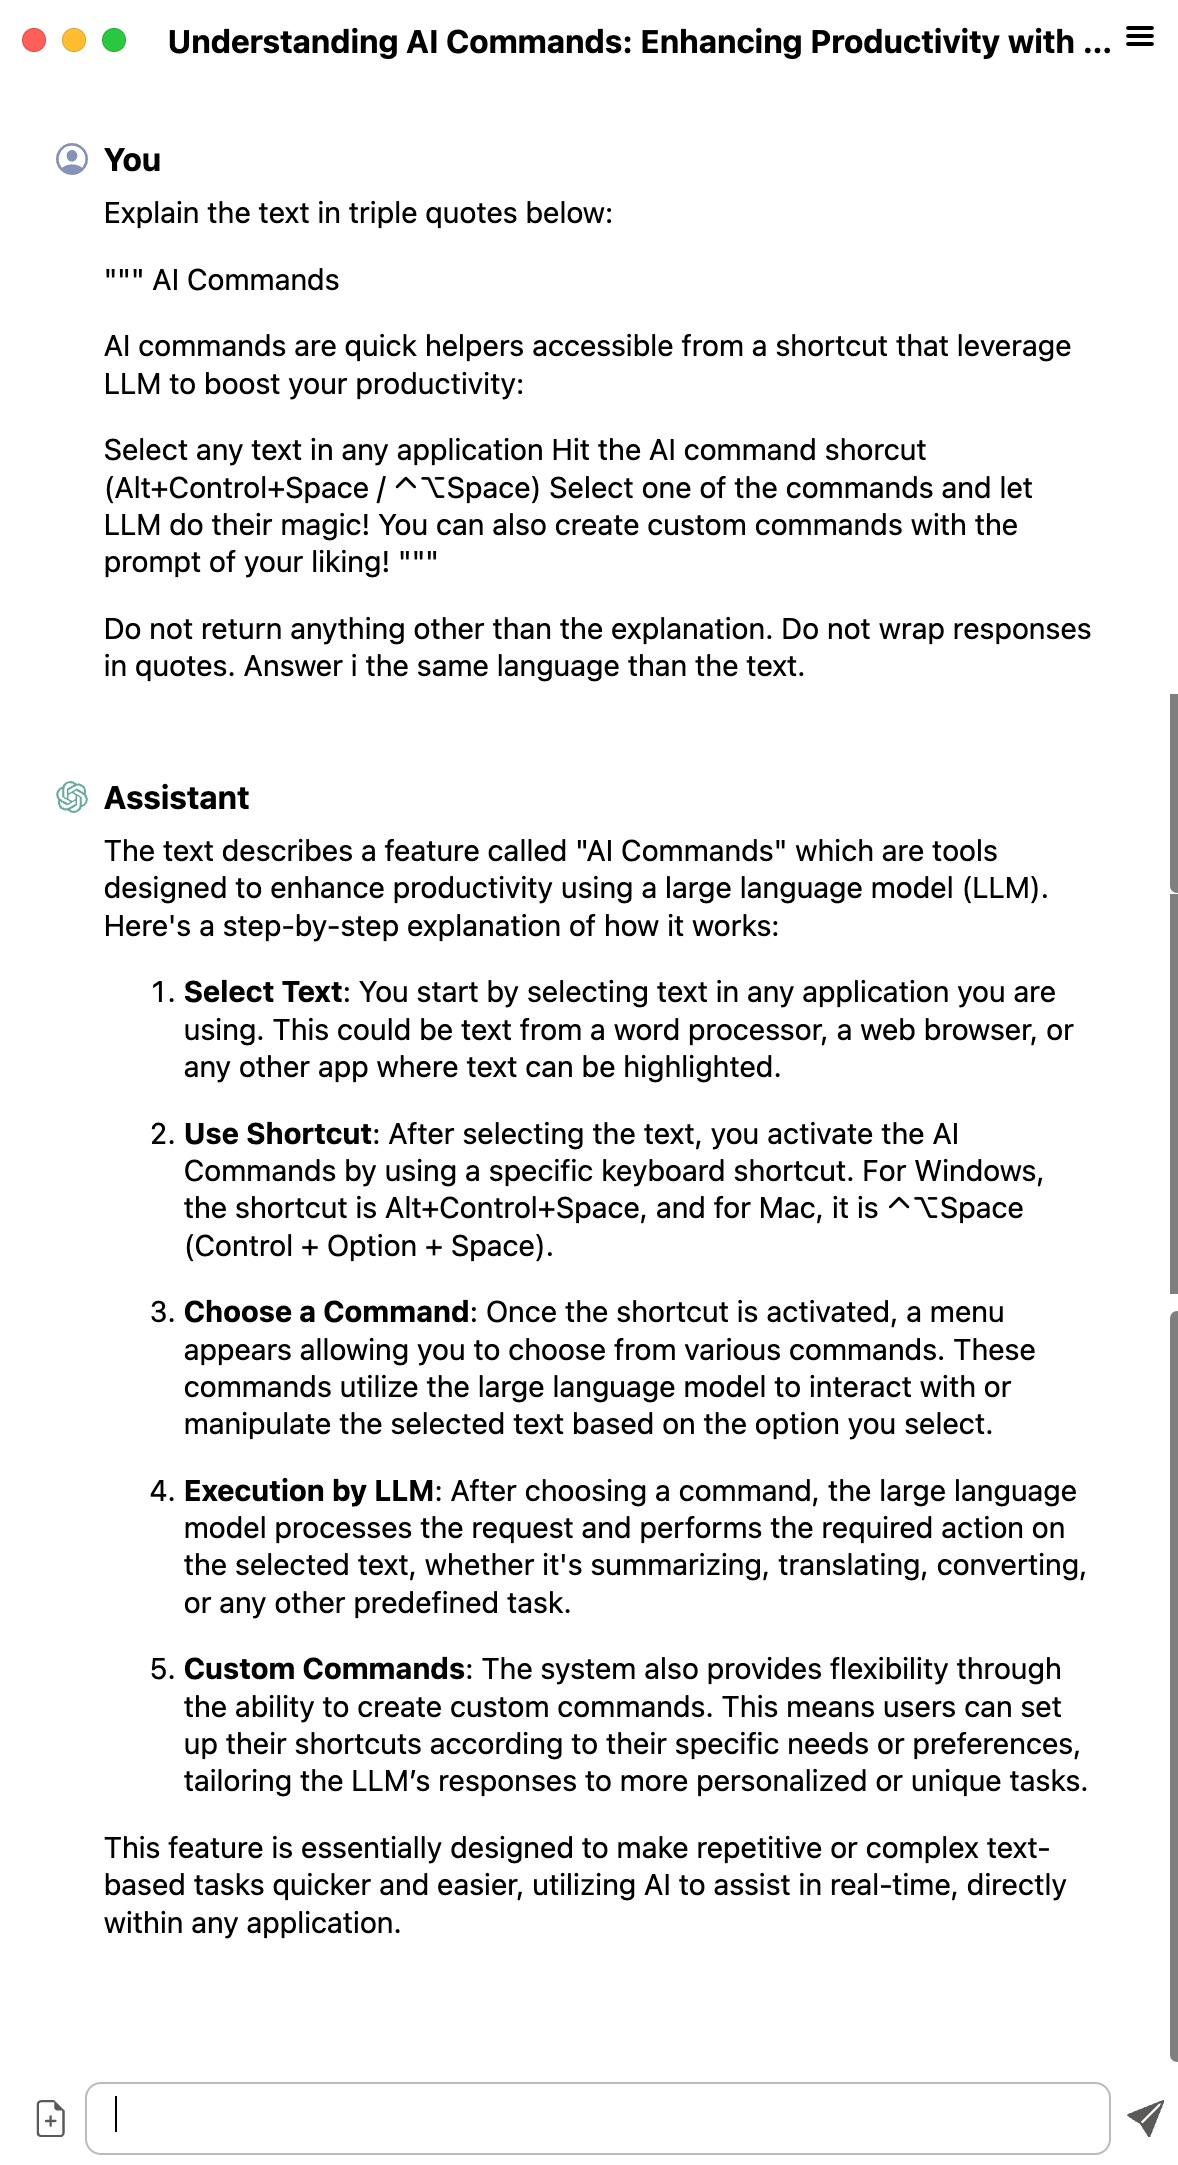 Understanding AI Commands: Enhancing Productivity with ...
You
Explain the text in triple quotes below:
""" AI Commands
AI commands are quick helpers accessible from a shortcut that leverage
LLM to boost your productivity:
Select any text in any application Hit the AI command shorcut
(Alt+Control+Space / ⌃⌥Space) Select one of the commands and let
LLM do their magic! You can also create custom commands with the
prompt of your liking! """
Do not return anything other than the explanation. Do not wrap responses
in quotes. Answer i the same language than the text.
Assistant
The text describes a feature called "AI Commands" which are tools
designed to enhance productivity using a large language model (LLM).
Here's a step-by-step explanation of how it works:
1. Select Text: You start by selecting text in any application you are
using. This could be text from a word processor, a web browser, or
any other app where text can be highlighted.
2. Use Shortcut: After selecting the text, you activate the AI
Commands by using a specific keyboard shortcut. For Windows,
the shortcut is Alt+Control+Space, and for Mac, it is ⌃⌥Space
(Control + Option + Space).
3. Choose a Command: Once the shortcut is activated, a menu
appears allowing you to choose from various commands. These
commands utilize the large language model to interact with or
manipulate the selected text based on the option you select.
4. Execution by LLM: After choosing a command, the large language
model processes the request and performs the required action on
the selected text, whether it's summarizing, translating, converting,
or any other predefined task.
5. Custom Commands: The system also provides flexibility through
the ability to create custom commands. This means users can set
up their shortcuts according to their specific needs or preferences,
tailoring the LLM’s responses to more personalized or unique tasks.
This feature is essentially designed to make repetitive or complex text-
based tasks quicker and easier, utilizing AI to assist in real-time, directly
within any application.